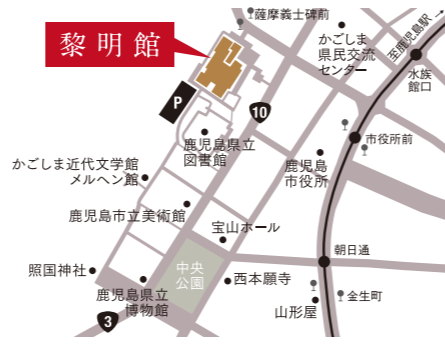 薩摩義士碑前
黎明館
かごしま
県民交流
センター
至鹿児島駅→
水族
館口
P
10
市役所前
鹿児島県立
図書館
鹿児島
市役所
かごしま近代文学館
メルヘン館
鹿児島市立美術館
宝山ホール
朝日通
中央
公園
照国神社
西本願寺
鹿児島県立
博物館
金生町
山形屋
3